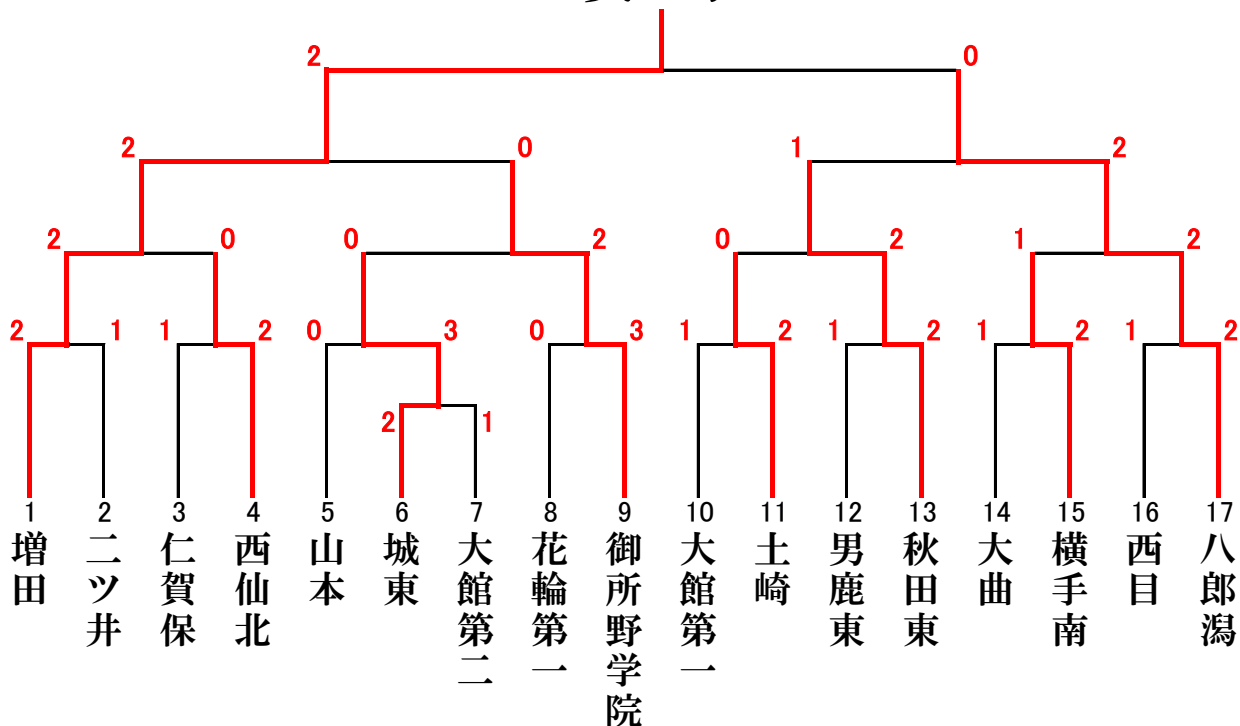 2 0
2 0 1 2
2 0 0 2 0 2 1 2
2 1 1 2 0 3 0 3 1 2 1 2 1 2 1 2
2 1
1 2 3 4 5 6 7 8 9 10 11 12 13 14 15 16 17
増田
二ツ井
仁賀保
西仙北
山本
城東
大館第二
花輪第一
御所野学院
大館第一
土崎
男鹿東
秋田東
大曲
横手南
西目
八郎潟